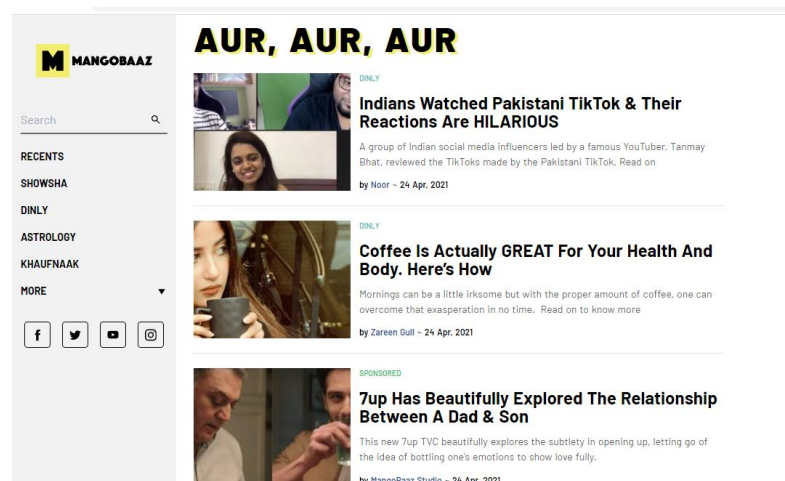 AUR, AUR, AUR
M MANGOBAAZ
Search
RECENTS
SHOWSHA
DINLY
ASTROLOGY
KHAUFNAAK
MORE
DINLY
Indians Watched Pakistani TikTok & Their
Reactions Are HILARIOUS
A group of Indian social media influencers led by a famous YouTuber, Tanmay
Bhat, reviewed the TikToks made by the Pakistani TikTok. Read on
by Noor ~ 24 Apr, 2021
DINLY
Coffee Is Actually GREAT For Your Health And
Body. Here's How
Mornings can be a little irksome but with the proper amount of coffee, one can
overcome that exasperation in no time. Read on to know more
by Zareen Gull ~ 24 Apr, 2021
SPONSORED
7up Has Beautifully Explored The Relationship
Between A Dad & Son
This new 7up TVC beautifully explores the subtlety in opening up, letting go of
the idea of bottling one's emotions to show love fully.
by MangoBaaz Studio ~ 24 Apr, 2021